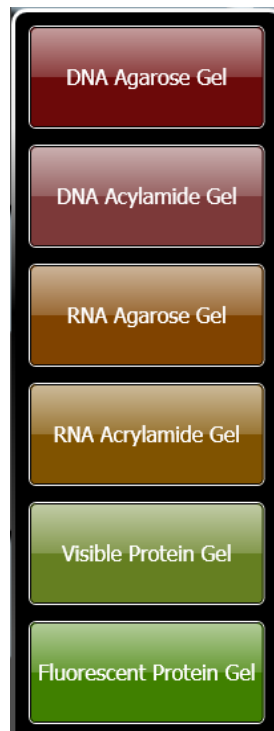 DNA Agarose Gel
DNA Acylamide Gel
RNA Agarose Gel
RNA Acrylamide Gel
Visible Protein Gel
Fluorescent Protein Gel